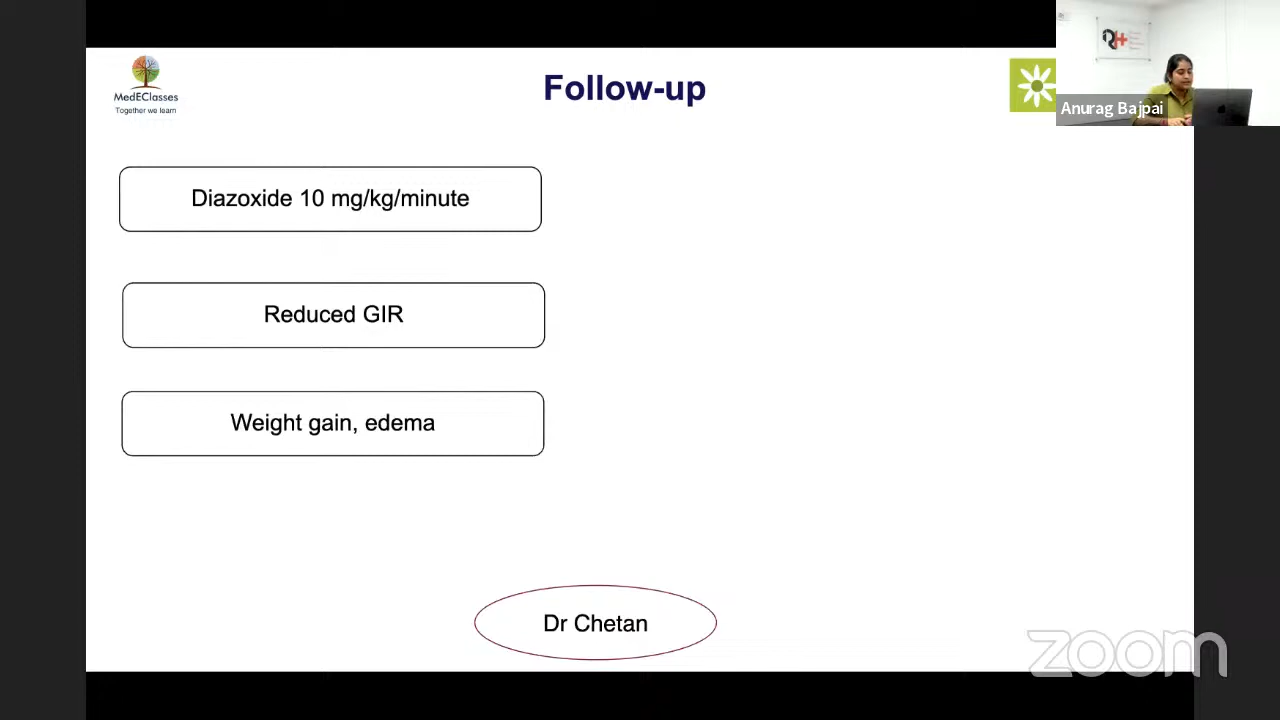 MedEClasses
Together we learn
Follow-up
Anurag Bajpai
Diazoxide 10 mg/kg/minute
Reduced GIR
Weight gain, edema
Dr Chetan
zoom